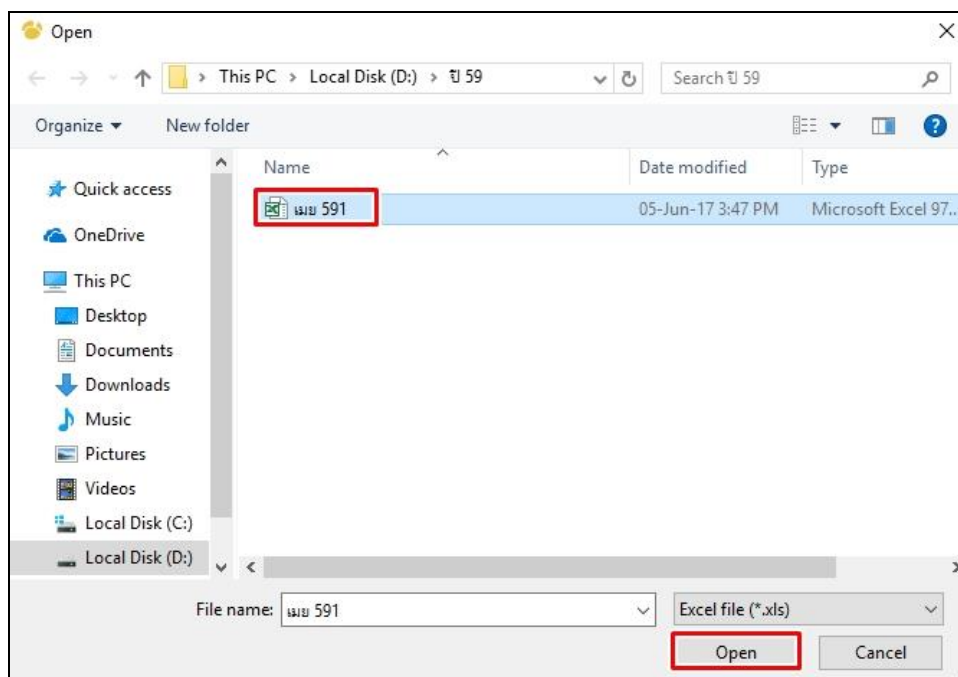 Open
This PC > Local Disk (D:) > ปี 59
Search ปี 59
Organize
New folder
Name
Date modified
Type
เมย 591
05-Jun-17 3:47 PM
Microsoft Excel 97..
Quick access
OneDrive
This PC
Desktop
Documents
Downloads
Music
Pictures
Videos
Local Disk (C:)
Local Disk (D:)
File name: เมย 591
Excel file (*.xls)
Open
Cancel